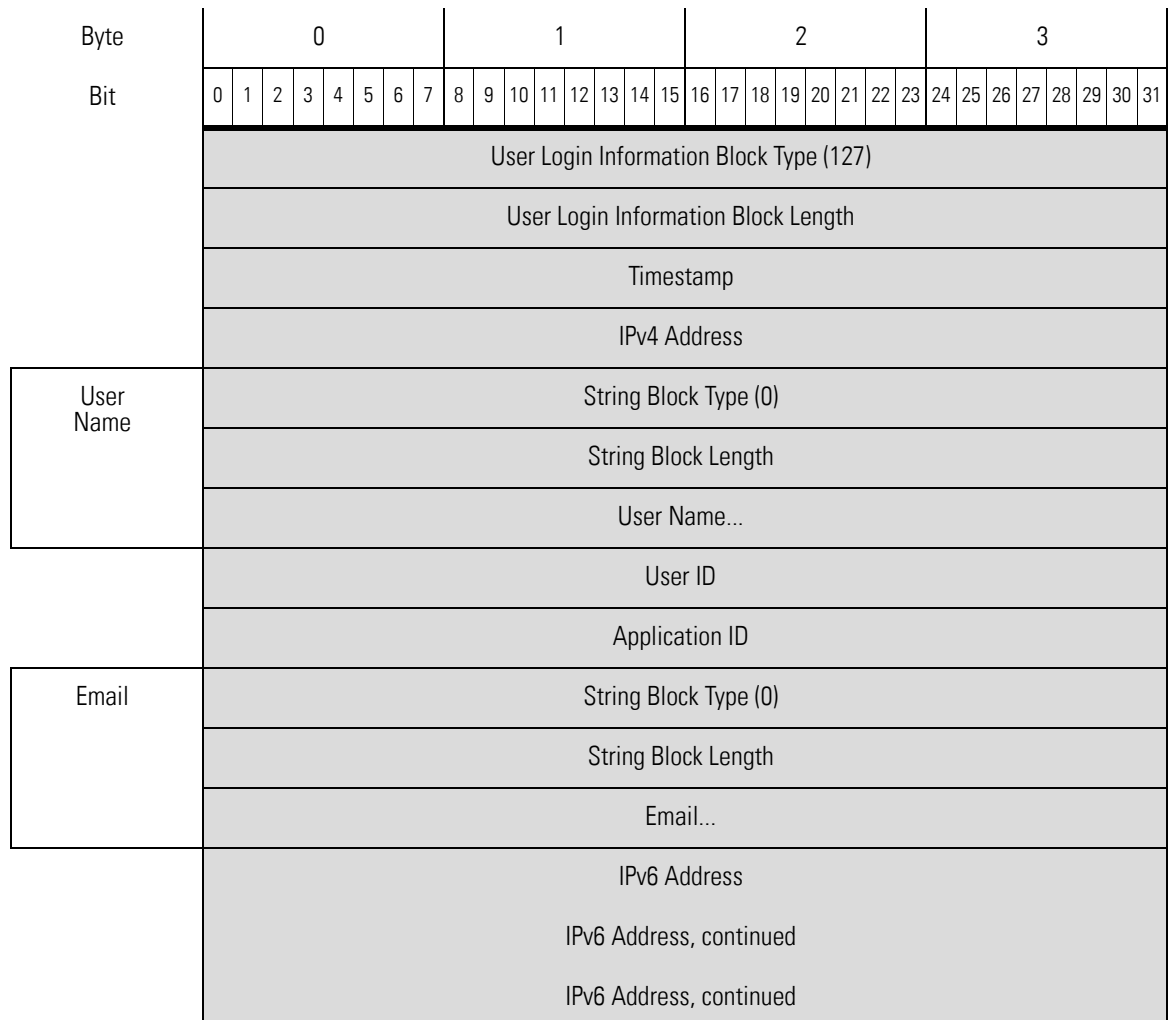 Byte 0 1 2 3
Bit 0 1 2 3 4 5 6 7 8 9 10 11 12 13 14 15 16 17 18 19 20 21 22 23 24 25 26 27 28 29 30 31
User Login Information Block Type (127)
User Login Information Block Length
Timestamp
IPv4 Address
User
Name
String Block Type (0)
String Block Length
User Name...
User ID
Application ID
Email
String Block Type (0)
String Block Length
Email...
IPv6 Address
IPv6 Address, continued
IPv6 Address, continued